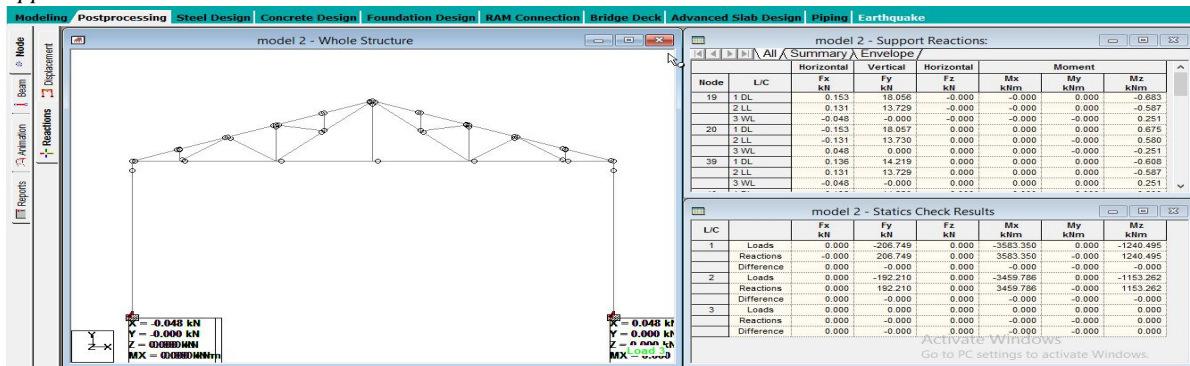 Modeling Postprocessing Steel Design Concrete Design Foundation Design RAM Connection Bridge Deck Advanced Slab Design Piping Earthquake
Node
Beam
Animation
Reports
Displacement
Reactions
model 2 - Whole Structure
X = -0.048 kN
Y = -0.000 kN
X = 0.048 kN
Y = 0.000 kN
Load 3
model 2 - Support Reactions:
All Summary Envelope
Horizontal Vertical Horizontal Moment
Node L/C Fx kN Fy kN Fz kN Mx kNm My kNm Mz kNm
19 1 DL 0.153 18.056 -0.000 -0.000 0.000 -0.683
2 LL 0.131 13.729 -0.000 -0.000 0.000 -0.587
3 WL -0.048 -0.000 -0.000 -0.000 0.000 0.251
20 1 DL -0.153 18.057 0.000 0.000 0.000 0.675
2 LL -0.131 13.730 -0.000 0.000 -0.000 0.580
3 WL 0.048 0.000 0.000 0.000 -0.000 -0.251
39 1 DL 0.136 14.219 0.000 0.000 0.000 -0.608
2 LL 0.131 13.729 0.000 0.000 -0.000 -0.587
3 WL -0.048 -0.000 0.000 0.000 0.000 0.251
model 2 - Statics Check Results
L/C Fx kN Fy kN Fz kN Mx kNm My kNm Mz kNm
1 Loads 0.000 -206.749 0.000 -3583.350 0.000 -1240.495
Reactions -0.000 206.749 0.000 3583.350 -0.000 1240.495
Difference 0.000 -0.000 0.000 -0.000 -0.000 -0.000
2 Loads 0.000 -192.210 0.000 -3459.786 0.000 -1153.262
Reactions 0.000 192.210 0.000 3459.786 -0.000 1153.262
Difference 0.000 -0.000 0.000 -0.000 -0.000 -0.000
3 Loads 0.000 0.000 0.000 0.000 0.000 0.000
Reactions 0.000 -0.000 0.000 -0.000 -0.000 0.000
Difference 0.000 -0.000 0.000 -0.000 -0.000 0.000
Activate Windows
Go to PC settings to activate Windows.